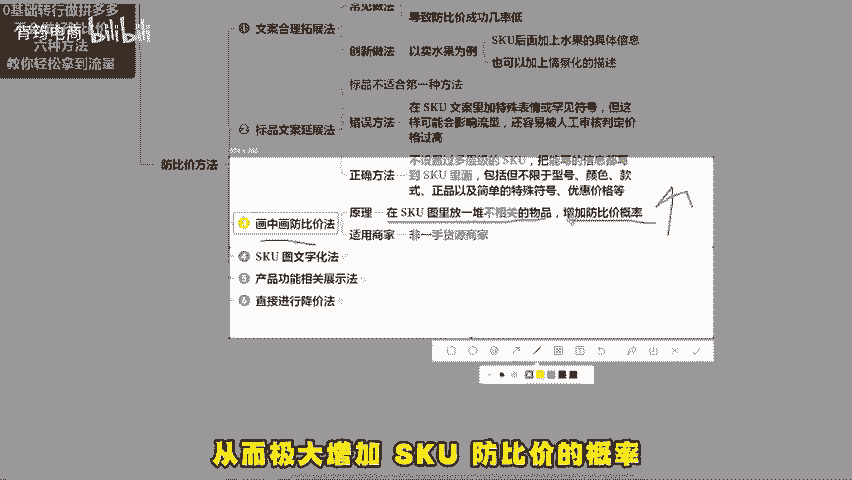 0基础转行做拼多多
肖筠电商 bilibili
六种方法
教你轻松拿到流量
常见做法
导致防比价成功几率低
① 文案合理拓展法
创新做法
以卖水果为例
SKU后面加上水果的具体信息
也可以加上情景化的描述
标品不适合第一种方法
② 标品文案延展法
错误方法
在 SKU 文案里加特殊表情或罕见符号，但这
样可能会影响流量，还容易被人工审核判定价
格过高
防比价方法
正确方法
不设置过多层级的 SKU，把能写的信息都写
到 SKU 里面，包括但不限于型号、颜色、款
式、正品以及简单的特殊符号、优惠价格等
③ 画中画防比价法
原理
在 SKU 图里放一堆不相关的物品，增加防比价概率
适用商家
非一手货源商家
④ SKU 图文字化法
⑤ 产品功能相关展示法
⑥ 直接进行降价法
从而极大增加 SKU 防比价的概率